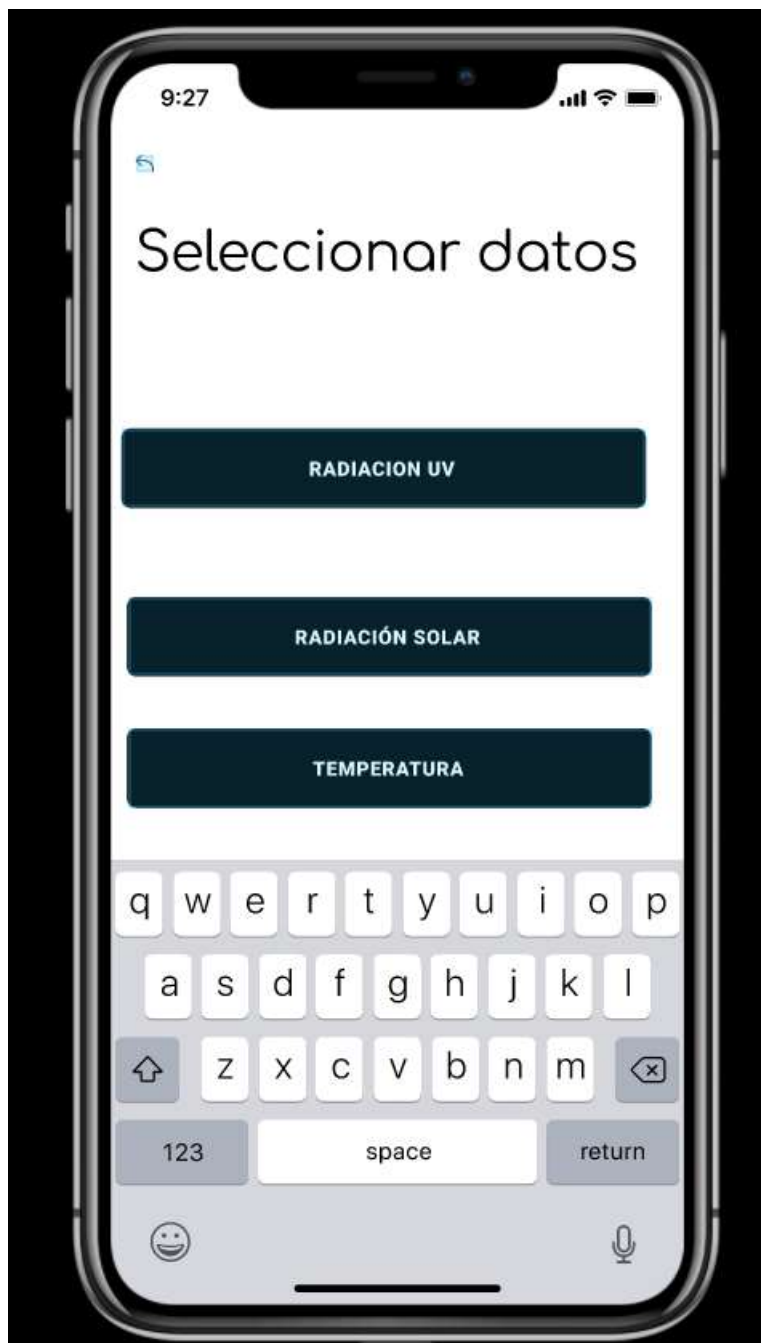 9:27
Seleccionar datos
RADIACION UV
RADIACIÓN SOLAR
TEMPERATURA
q w e r t y u i o p
a s d f g h j k l
z x c v b n m
123 space return